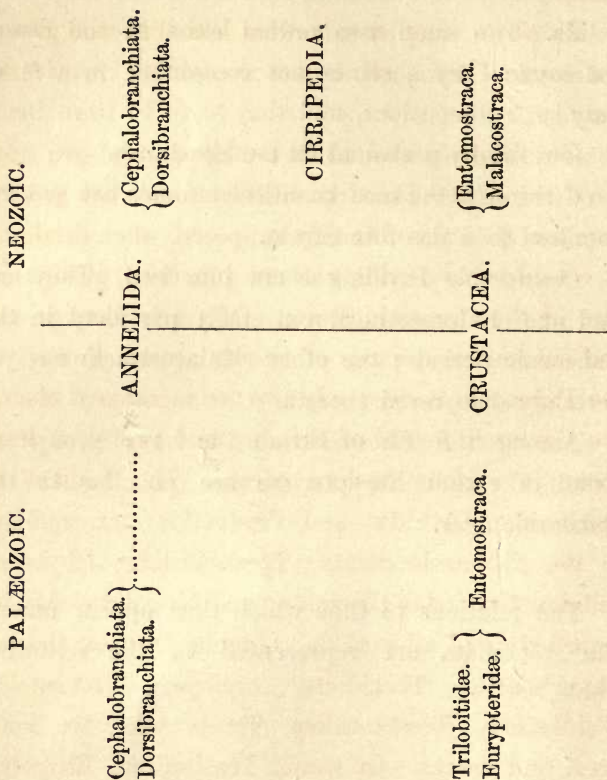 PALÆOZOIC. NEOZOIC.
Cephalobranchiata. } ............ ANNELIDA. { Cephalobranchiata.
Dorsibranchiata. } { Dorsibranchiata.
CIRRIPEDIA
Trilobitidæ. } Entomostraca. CRUSTACEA. { Entomostraca.
Eurypteridæ. } { Malacostraca.